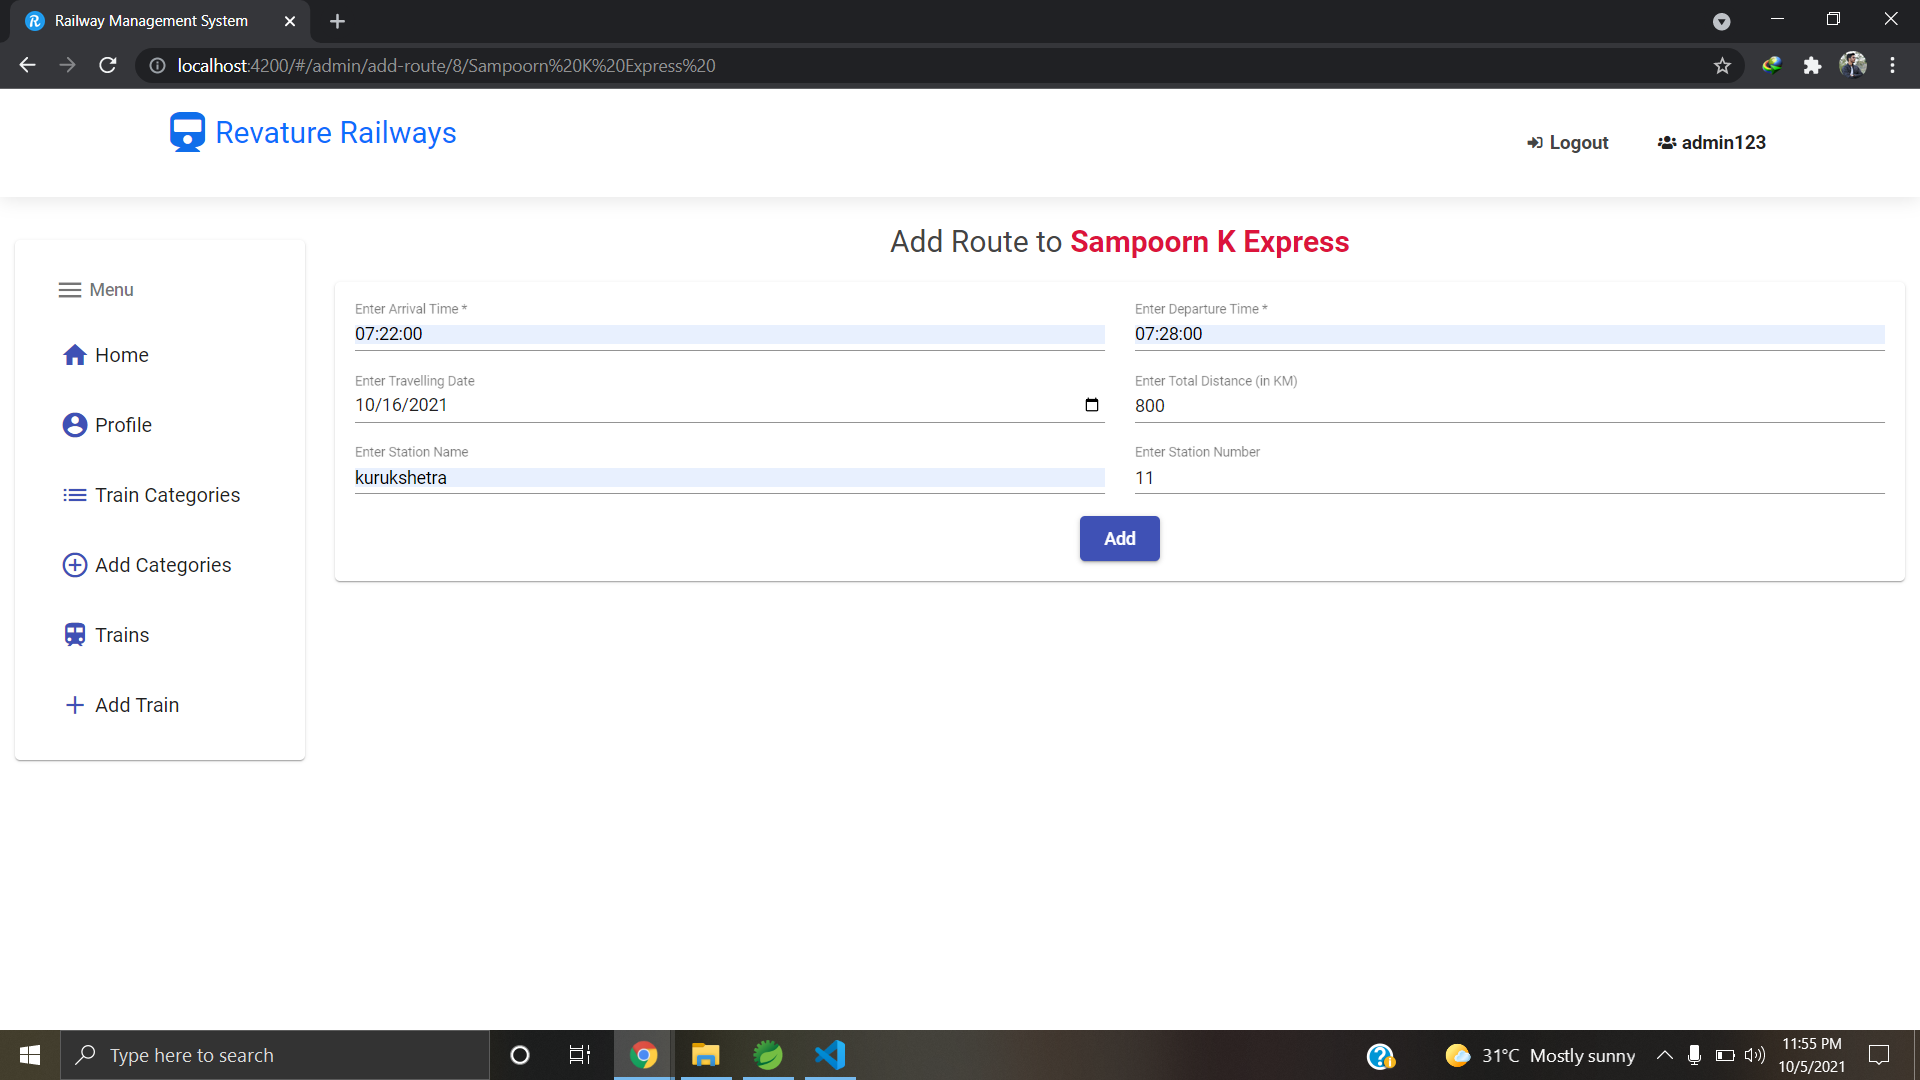 Railway Management System
localhost:4200/#/admin/add-route/8/Sampoorn%20K%20Express%20
Revature Railways
Logout
admin123
Add Route to Sampoorn K Express
Menu
Home
Profile
Train Categories
Add Categories
Trains
Add Train
Enter Arrival Time *
07:22:00
Enter Departure Time *
07:28:00
Enter Travelling Date
10/16/2021
Enter Total Distance (in KM)
800
Enter Station Name
kurukshetra
Enter Station Number
11
Add
Type here to search
31°C Mostly sunny
11:55 PM
10/5/2021